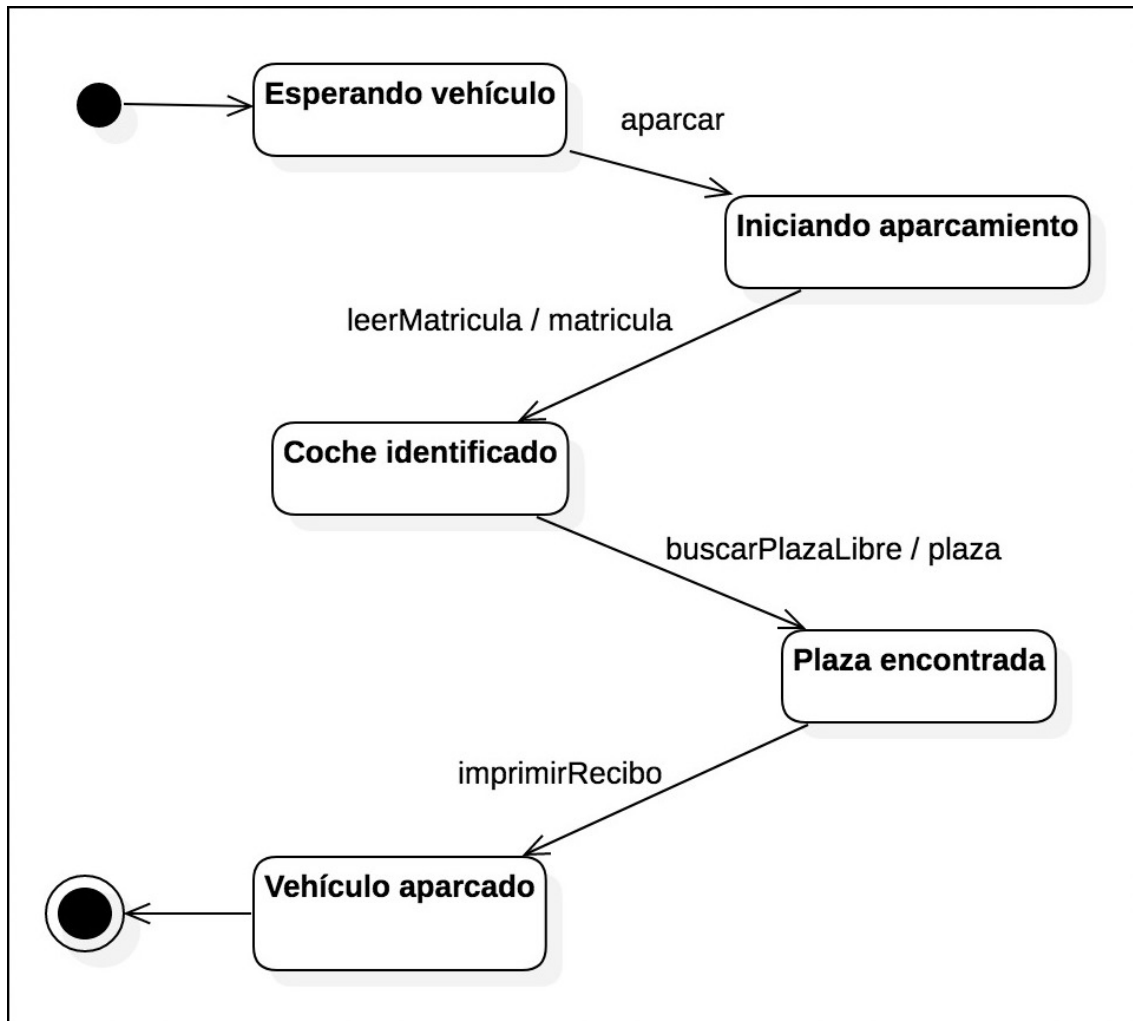 Esperando vehículo
aparcar
Iniciando aparcamiento
leerMatricula / matricula
Coche identificado
buscarPlazaLibre / plaza
Plaza encontrada
imprimirRecibo
Vehículo aparcado